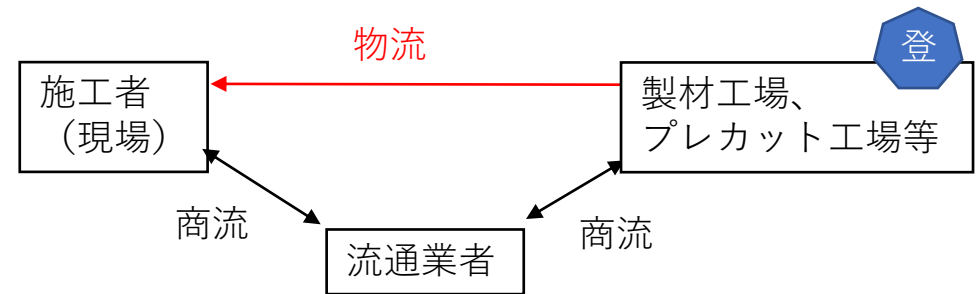 物流
登
施工者
（現場）
製材工場、
プレカット工場等
商流
商流
流通業者